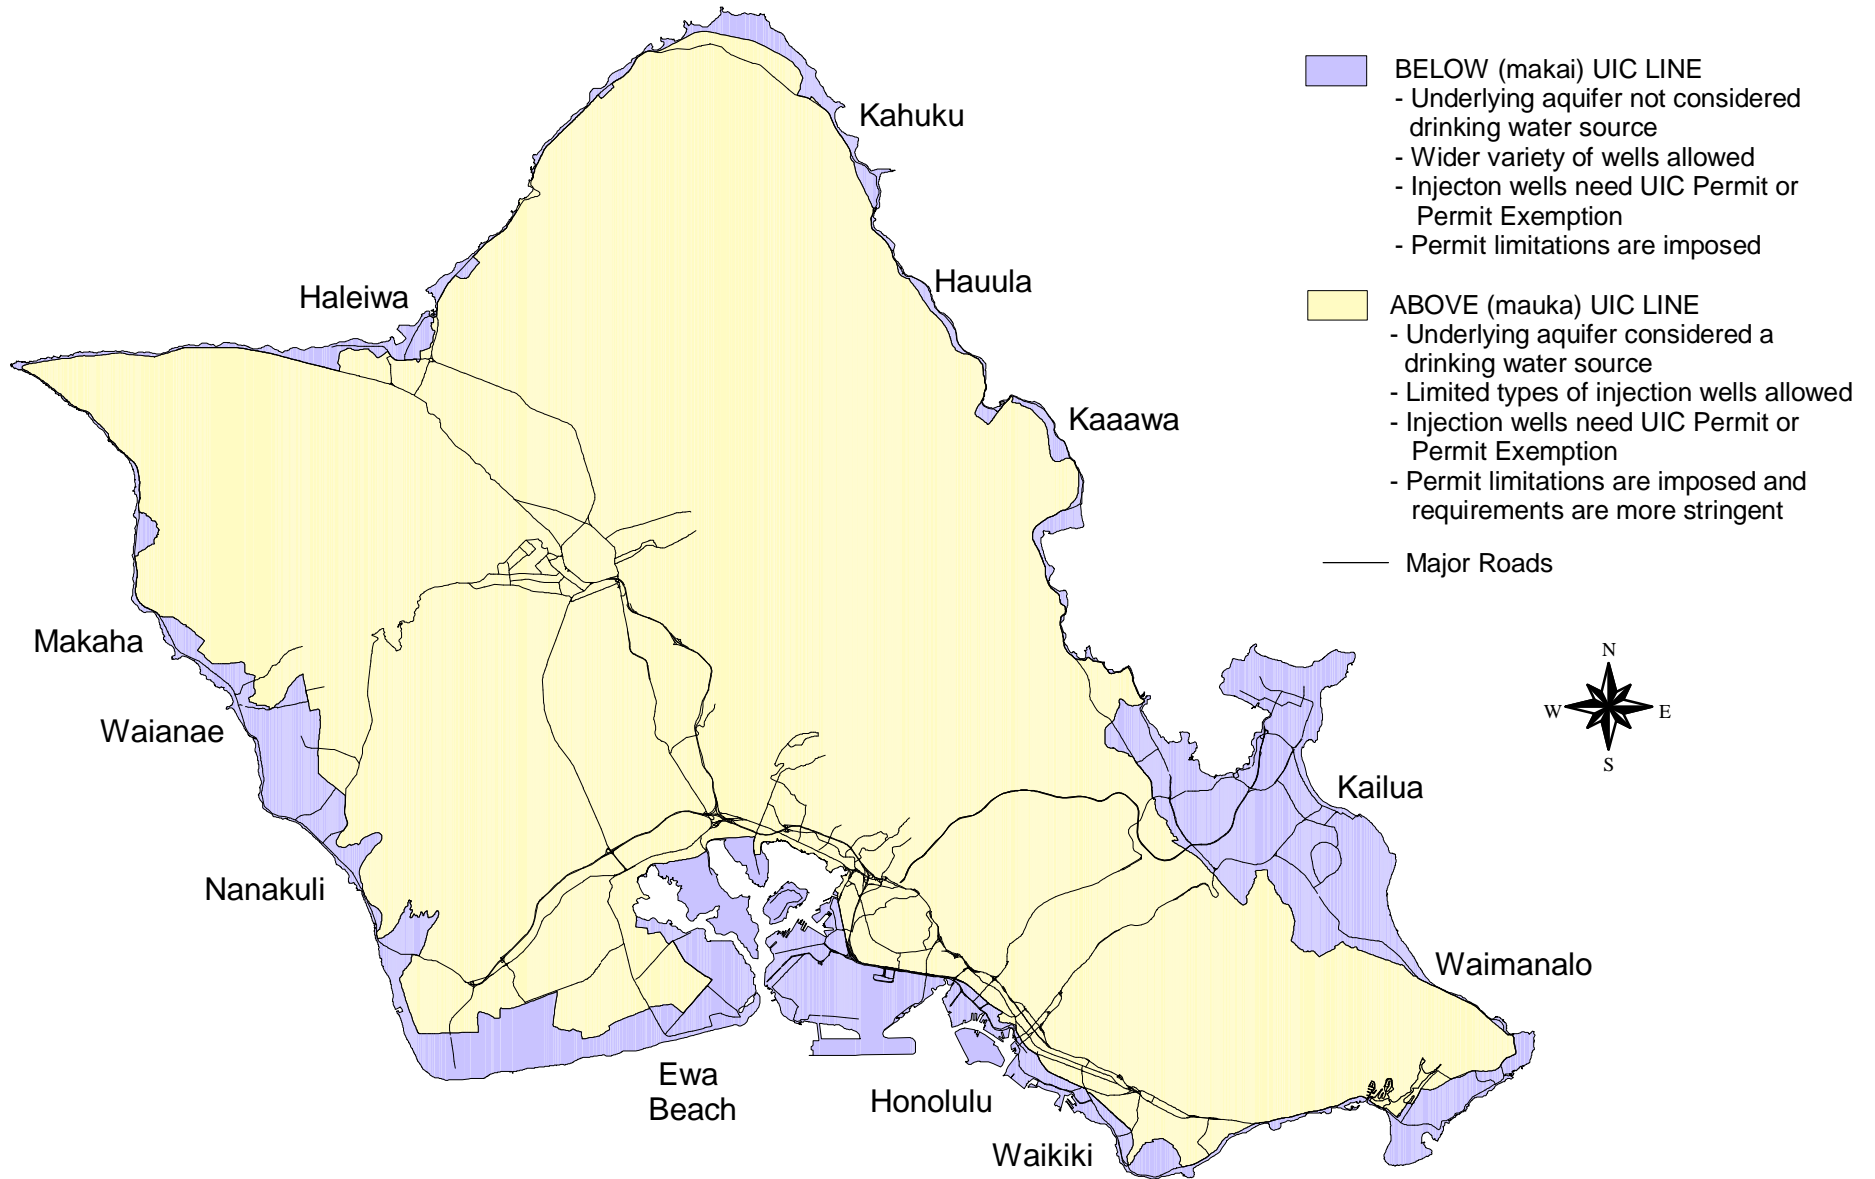 BELOW (makai) UIC LINE
- Underlying aquifer not considered
drinking water source
- Wider variety of wells allowed
- Injecton wells need UIC Permit or
Permit Exemption
- Permit limitations are imposed
ABOVE (mauka) UIC LINE
- Underlying aquifer considered a
drinking water source
- Limited types of injection wells allowed
- Injection wells need UIC Permit or
Permit Exemption
- Permit limitations are imposed and
requirements are more stringent
Major Roads
N
W
E
S
Kahuku
Hauula
Haleiwa
Kaaawa
Makaha
Waianae
Kailua
Nanakuli
Waimanalo
Ewa
Beach
Honolulu
Waikiki